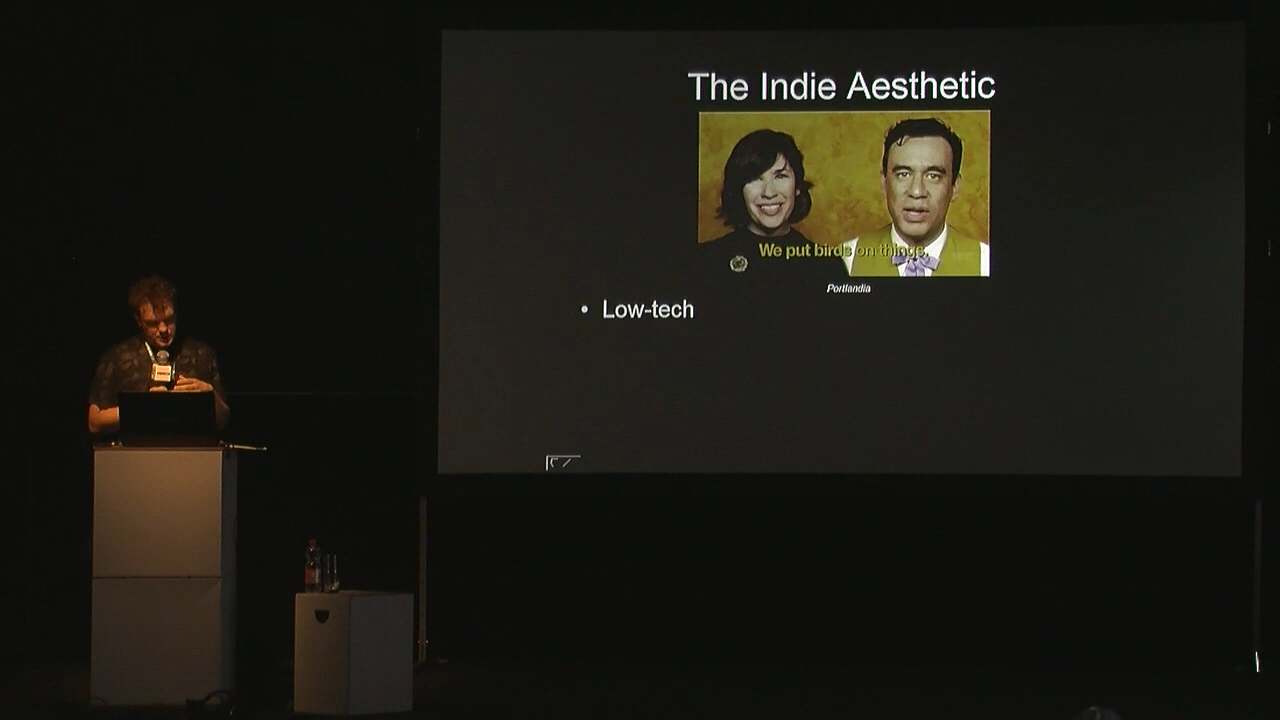 The Indie Aesthetic
We put birds on things.
Portlandia
• Low-tech